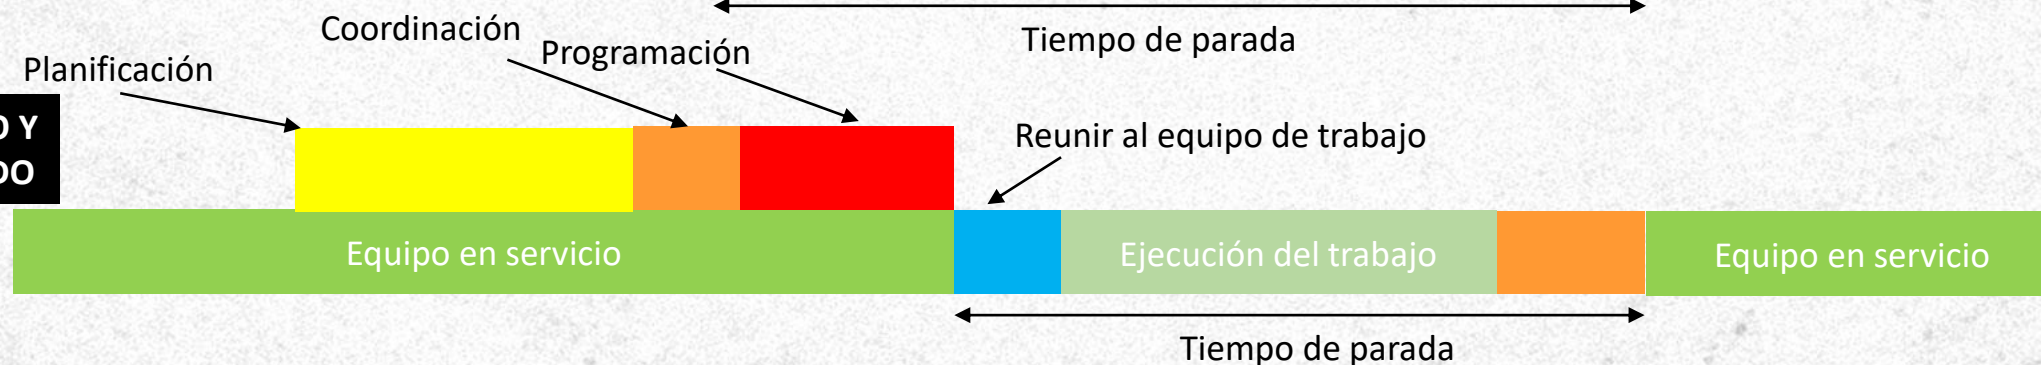 Coordinación
Programación
Tiempo de parada
Planificación
Y
Reunir al equipo de trabajo
Equipo en servicio
Ejecución del trabajo
Equipo en servicio
Tiempo de parada